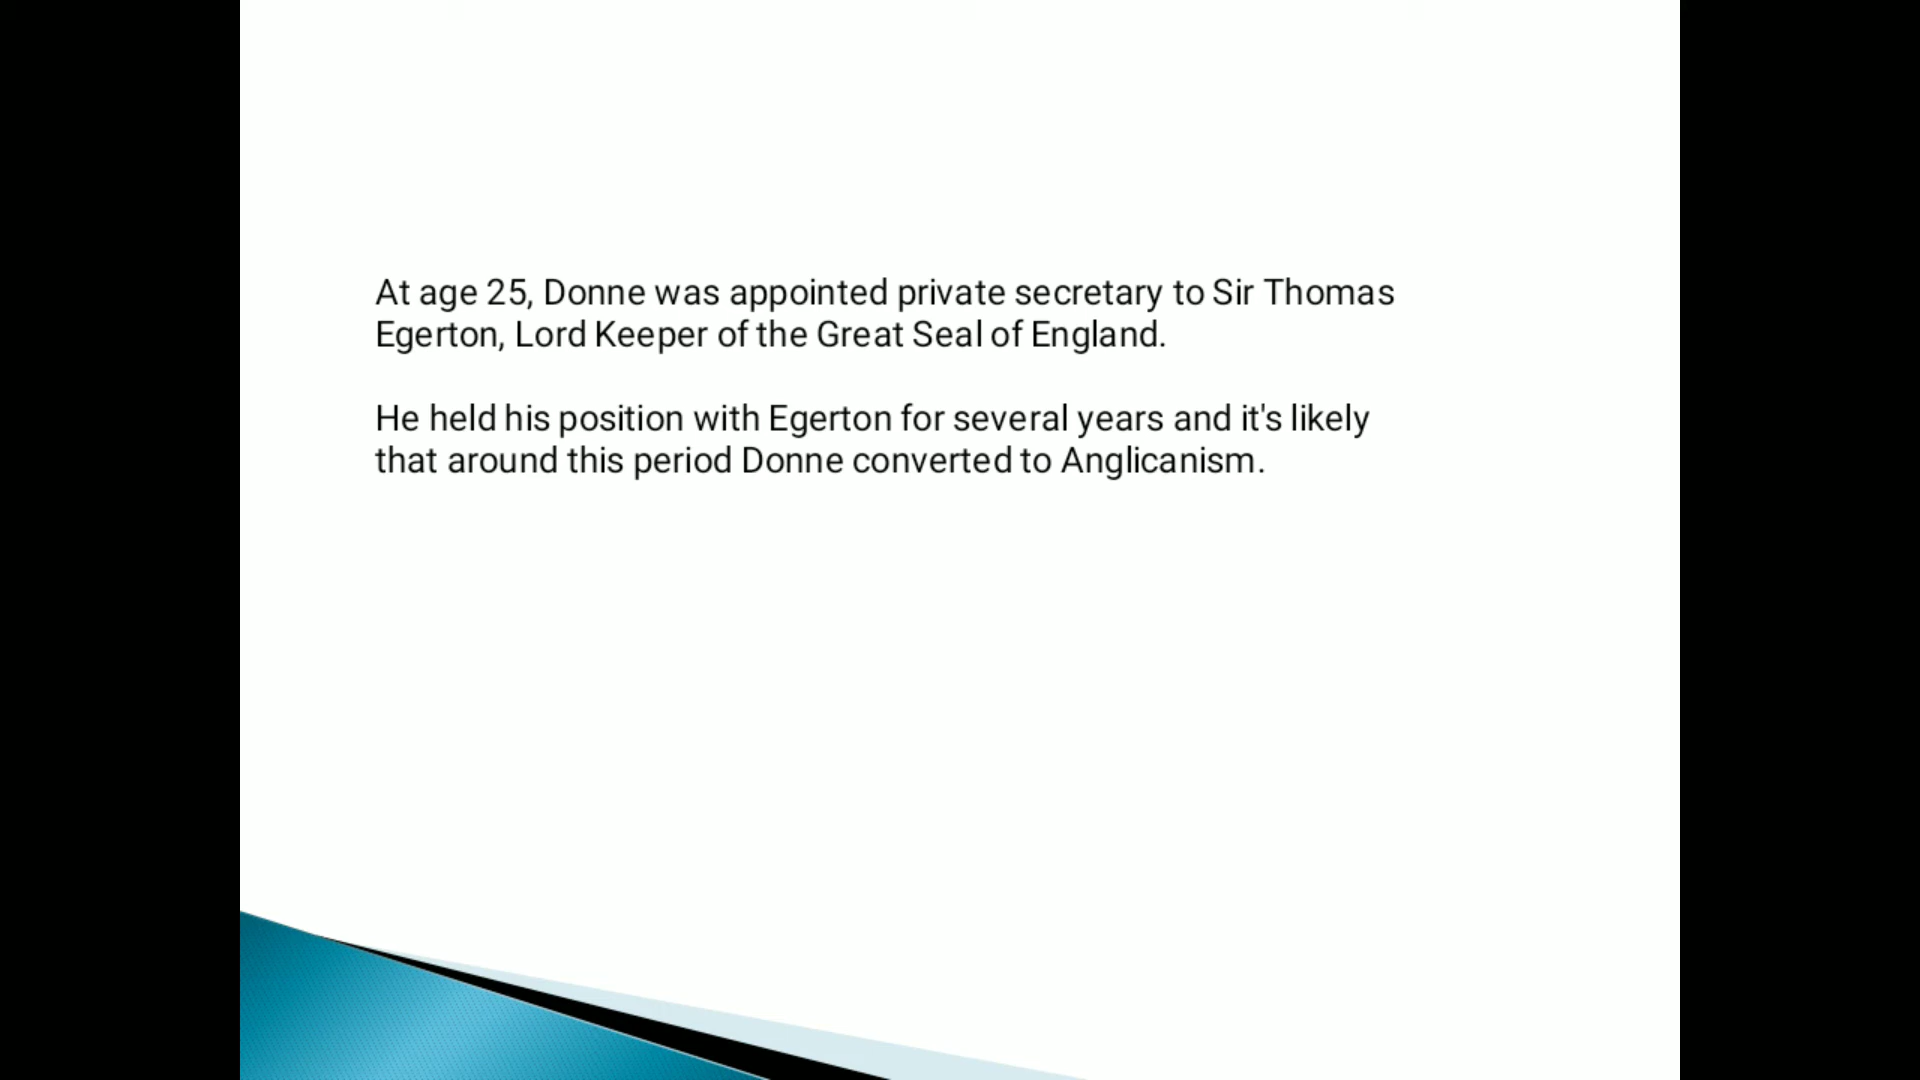 At age 25, Donne was appointed private secretary to Sir Thomas
Egerton, Lord Keeper of the Great Seal of England.
He held his position with Egerton for several years and it's likely
that around this period Donne converted to Anglicanism.